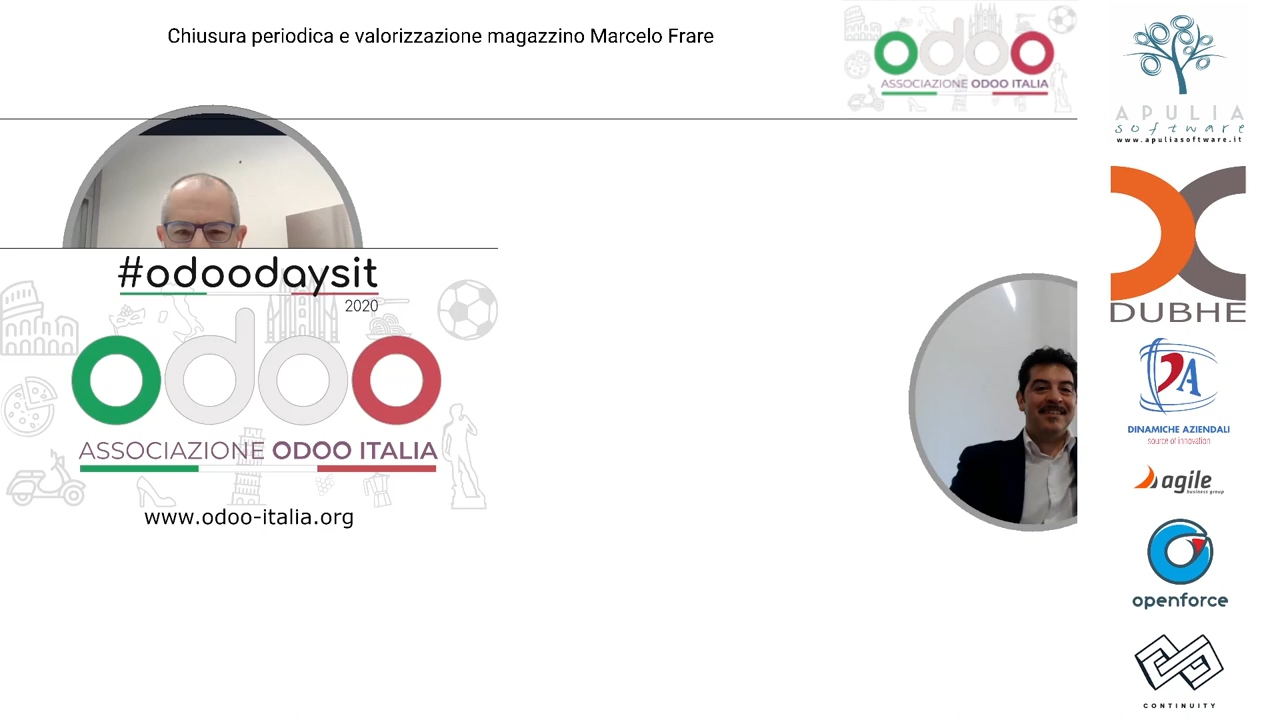 Chiusura periodica e valorizzazione magazzino Marcelo Frare
odoo
ASSOCIAZIONE ODOO ITALIA
APULIA
software
www.apuliasoftware.it
#odoodaysit
2020
odoo
ASSOCIAZIONE ODOO ITALIA
www.odoo-italia.org
DUBHE
DINAMICHE AZIENDALI
source of innovation
agile
business group
openforce
CONTINUITY